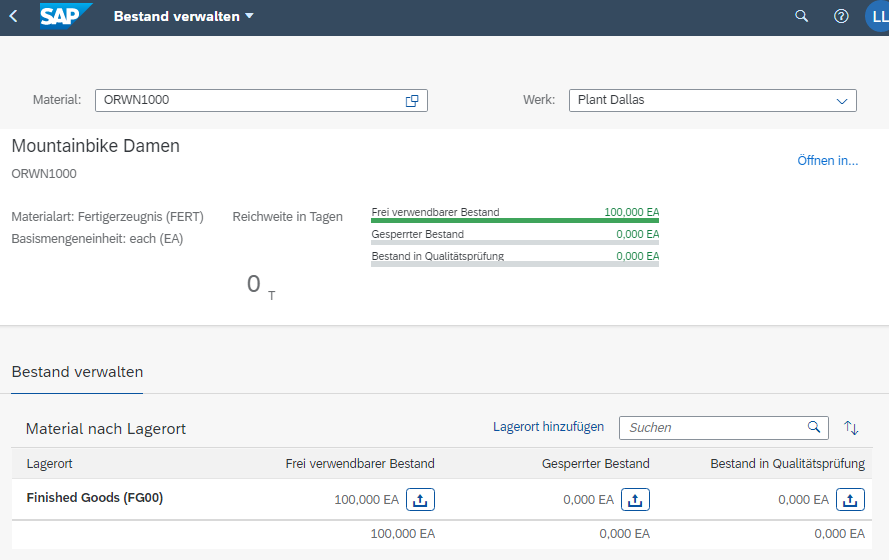 SAP Bestand verwalten LL
Material: ORWN1000 Werk: Plant Dallas
Mountainbike Damen
Öffnen in...
ORWN1000
Materialart: Fertigerzeugnis (FERT)
Basismengeneinheit: each (EA)
Reichweite in Tagen
0 T
Frei verwendbarer Bestand 100,000 EA
Gesperrter Bestand 0,000 EA
Bestand in Qualitätsprüfung 0,000 EA
Bestand verwalten
Material nach Lagerort Lagerort hinzufügen Suchen
Lagerort Frei verwendbarer Bestand Gesperrter Bestand Bestand in Qualitätsprüfung
Finished Goods (FG00) 100,000 EA 0,000 EA 0,000 EA
100,000 EA 0,000 EA 0,000 EA